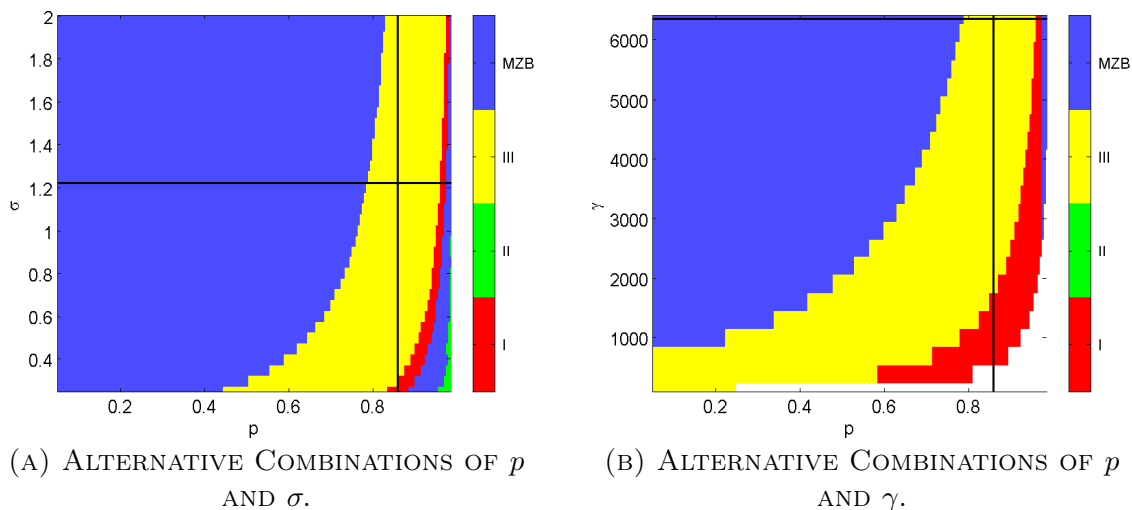 2
1.8
1.6
1.4
1.2
1
0.8
0.6
0.4
σ
0.2
0.4
0.6
0.8
p
MZB
III
II
I
(A) Alternative Combinations of p
and σ.
6000
5000
4000
3000
2000
1000
γ
0.2
0.4
0.6
0.8
p
MZB
III
II
I
(B) Alternative Combinations of p
and γ.